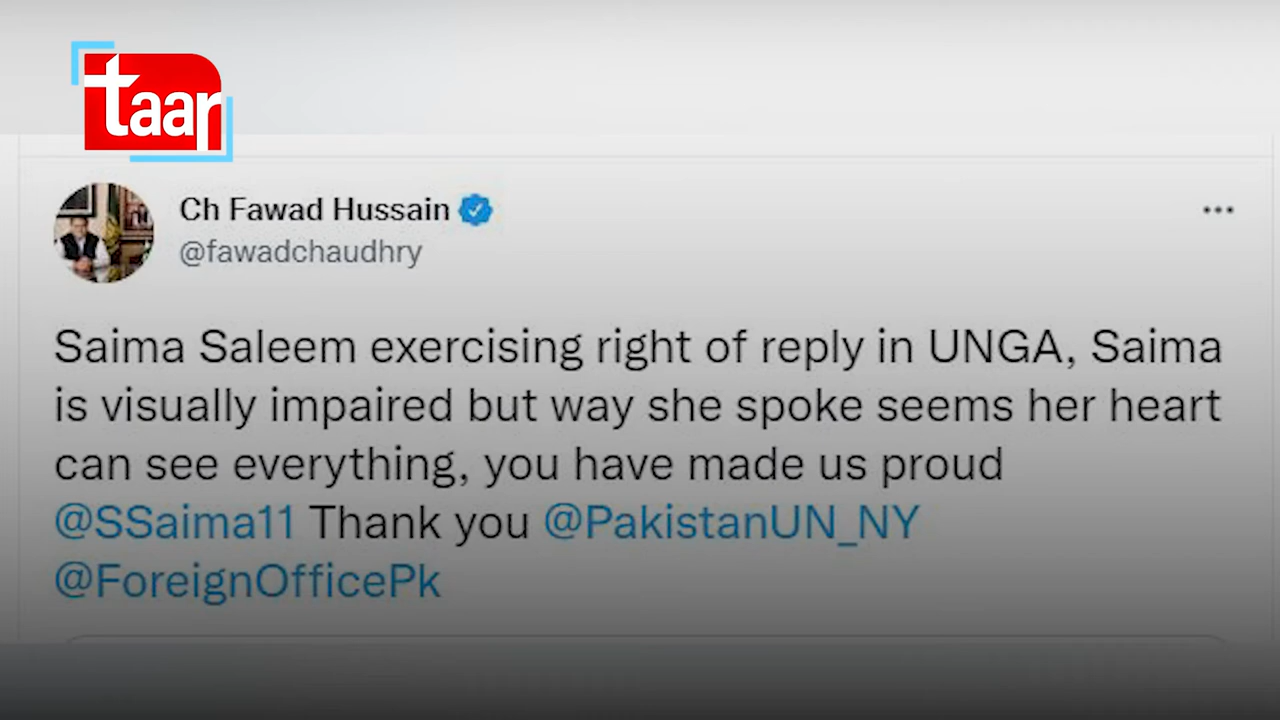 taar
Ch Fawad Hussain
@fawadchaudhry
Saima Saleem exercising right of reply in UNGA, Saima
is visually impaired but way she spoke seems her heart
can see everything, you have made us proud
@SSaima11 Thank you @PakistanUN_NY
@ForeignOfficePk